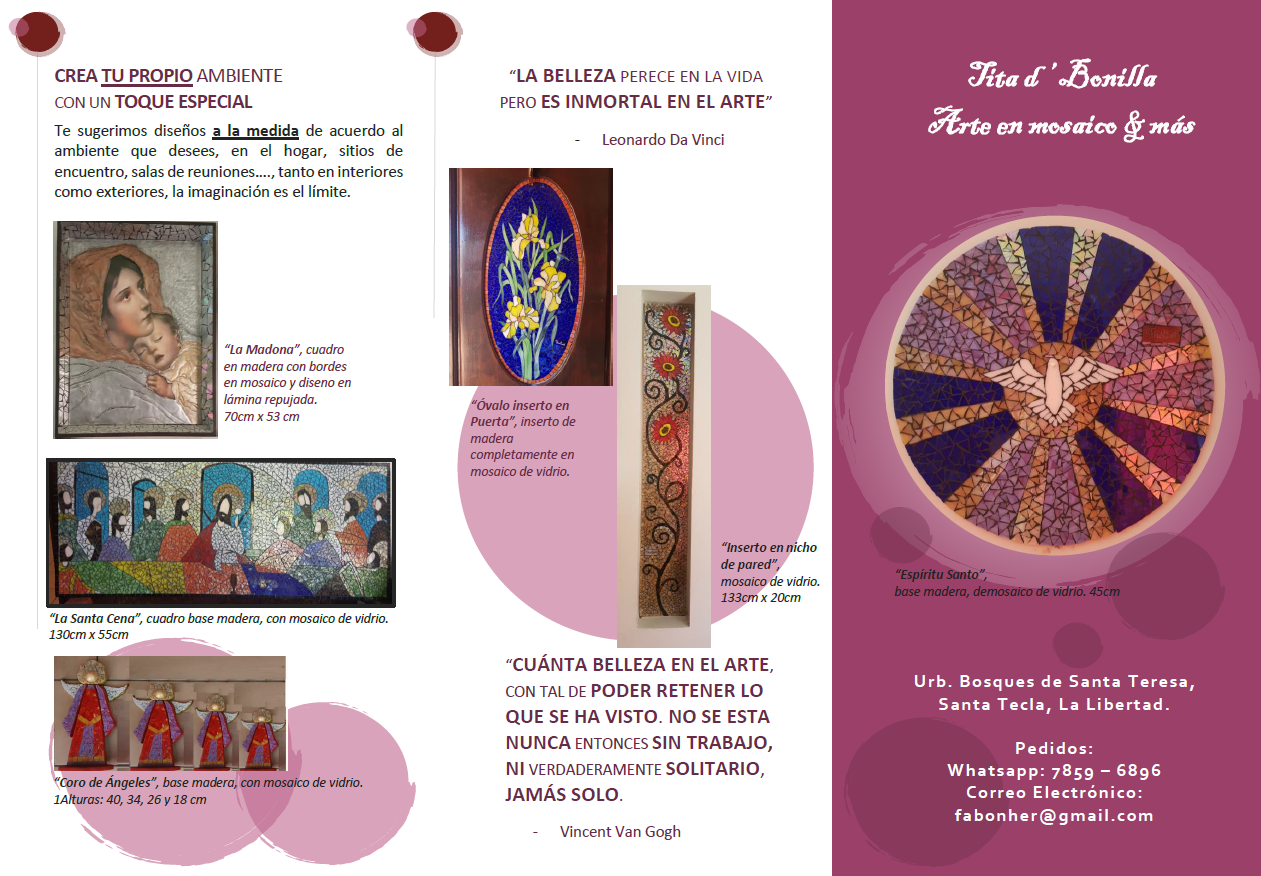 CREA TU PROPIO AMBIENTE
CON UN TOQUE ESPECIAL
Te sugerimos diseños a la medida de acuerdo al
ambiente que desees, en el hogar, sitios de
encuentro, salas de reuniones...., tanto en interiores
como exteriores, la imaginación es el límite.
“La Madona”, cuadro
en madera con bordes
en mosaico y diseno en
lámina repujada.
70cm x 53 cm
“La Santa Cena”, cuadro base madera, con mosaico de vidrio.
130cm x 55cm
“Coro de Ángeles”, base madera, con mosaico de vidrio.
1Alturas: 40, 34, 26 y 18 cm
“LA BELLEZA PERECE EN LA VIDA
PERO ES INMORTAL EN EL ARTE”
- Leonardo Da Vinci
“Óvalo inserto en
Puerta”, inserto de
madera
completamente en
mosaico de vidrio.
“Inserto en nicho
de pared”,
mosaico de vidrio.
133cm x 20cm
“CUÁNTA BELLEZA EN EL ARTE,
CON TAL DE PODER RETENER LO
QUE SE HA VISTO. NO SE ESTA
NUNCA ENTONCES SIN TRABAJO,
NI VERDADERAMENTE SOLITARIO,
JAMÁS SOLO.
- Vincent Van Gogh
Tita d’Bonilla
Arte en mosaico & más
“Espíritu Santo”,
base madera, demosaico de vidrio. 45cm
Urb. Bosques de Santa Teresa,
Santa Tecla, La Libertad.
Pedidos:
Whatsapp: 7859 – 6896
Correo Electrónico:
fabonher@gmail.com